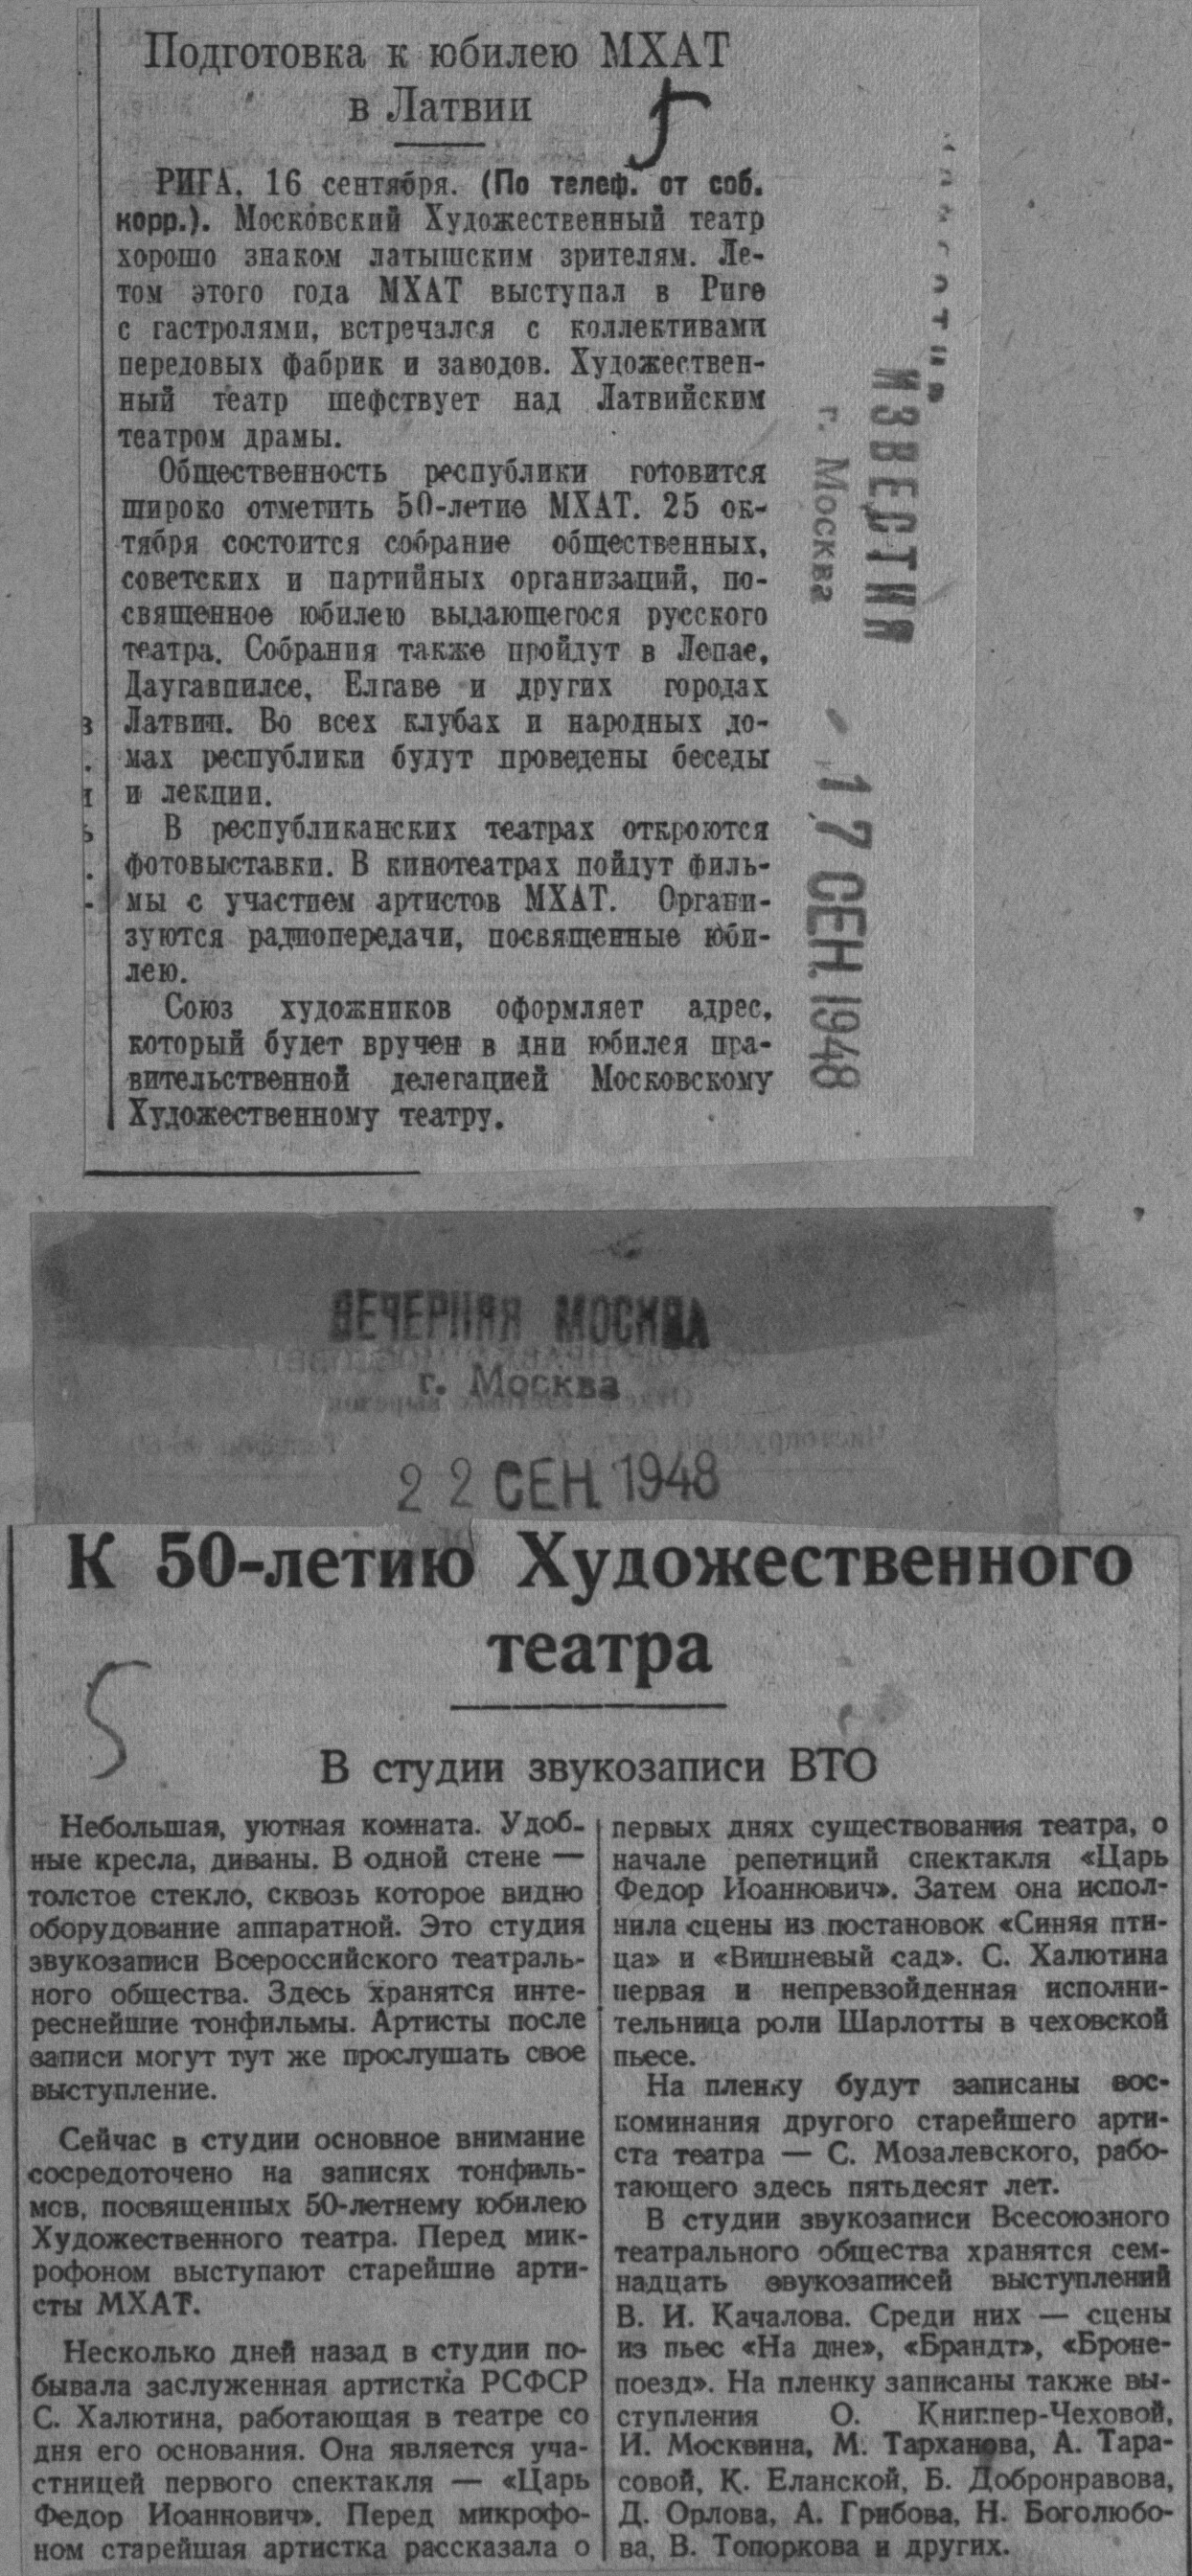 Подготовка к юбилею МХАТ
в Латвии
5
РИГА, 16 сентября. (По телеф. от соб.
корр.). Московский Художественный театр
хорошо знаком латышским зрителям. Ле-
том этого года МХАТ выступал в Риге
с гастролями, встречался с коллективами
передовых фабрик и заводов. Художествен-
ный театр шефствует над Латвийским
театром драмы.
Общественность республики готовится
широко отметить 50-летие МХАТ. 25 ок-
тября состоится собрание общественных,
советских и партийных организаций, по-
священное юбилею выдающегося русского
театра. Собрания также пройдут в Лепае,
Даугавпилсе, Елгаве и других городах
Латвии. Во всех клубах и народных до-
мах республики будут проведены беседы
и лекции.
В республиканских театрах откроются
фотовыставки. В кинотеатрах пойдут филь-
мы с участием артистов МХАТ. Органи-
зуются радиопередачи, посвященные юби-
лею.
Союз художников оформляет адрес,
который будет вручен в дни юбилея пра-
вительственной делегацией Московскому
Художественному театру.
ИЗВЕСТИЯ
г. Москва
17 СЕН. 1948
ВЕЧЕРНЯЯ МОСКВА
г. Москва
22 СЕН. 1948
К 50-летию Художественного
театра
5
В студии звукозаписи ВТО
Небольшая, уютная комната. Удоб-
ные кресла, диваны. В одной стене —
толстое стекло, сквозь которое видно
оборудование аппаратной. Это студия
звукозаписи Всероссийского театраль-
ного общества. Здесь хранятся инте-
реснейшие тонфильмы. Артисты после
записи могут тут же прослушать свое
выступление.
Сейчас в студии основное внимание
сосредоточено на записях тонфиль-
мов, посвященных 50-летнему юбилею
Художественного театра. Перед мик-
рофоном выступают старейшие арти-
сты МХАТ.
Несколько дней назад в студии по-
бывала заслуженная артистка РСФСР
С. Халютина, работающая в театре со
дня его основания. Она является уча-
стницей первого спектакля — «Царь
Федор Иоаннович». Перед микрофо-
ном старейшая артистка рассказала о
первых днях существования театра, о
начале репетиций спектакля «Царь
Федор Иоаннович». Затем она испол-
нила сцены из постановок «Синяя пти-
ца» и «Вишневый сад». С. Халютина
первая и непревзойденная исполни-
тельница роли Шарлотты в чеховской
пьесе.
На пленку будут записаны вос-
поминания другого старейшего арти-
ста театра — С. Мозалевского, рабо-
тающего здесь пятьдесят лет.
В студии звукозаписи Всесоюзного
театрального общества хранятся сем-
надцать звукозаписей выступлений
В. И. Качалова. Среди них — сцены
из пьес «На дне», «Брандт», «Броне-
поезд». На пленку записаны также вы-
ступления О. Книппер-Чеховой,
И. Москвина, М. Тарханова, А. Тара-
совой, К. Еланской, Б. Добронравова,
Д. Орлова, А. Грибова, Н. Боголюбо-
ва, В. Топоркова и других.